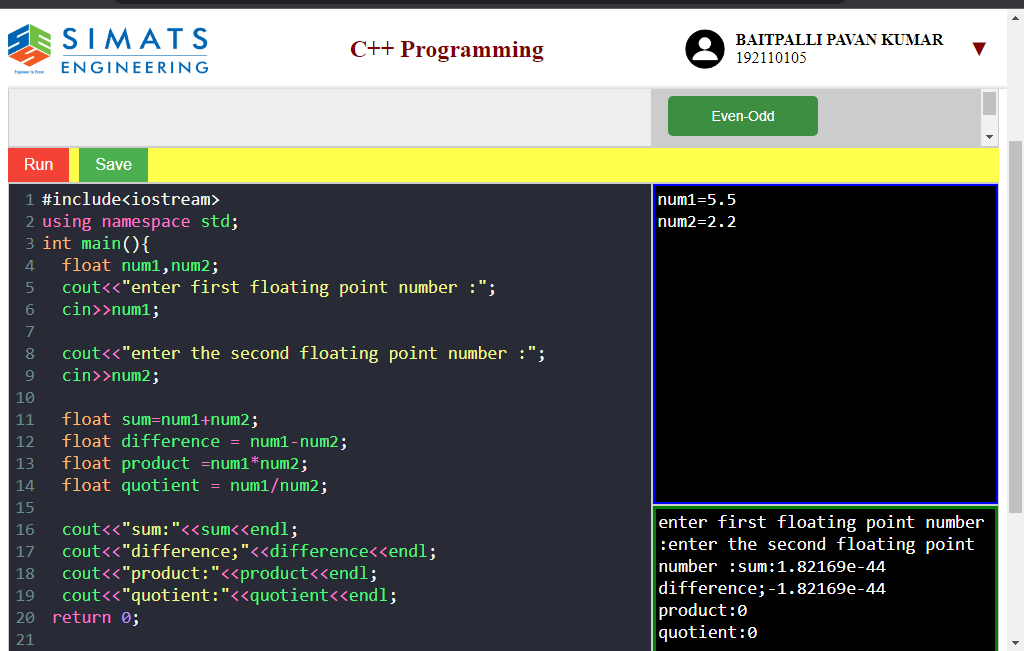 SIMATS
ENGINEERING
C++ Programming
BAITPALLI PAVAN KUMAR
192110105
Even-Odd
Run
Save
1 #include<iostream>
2 using namespace std;
3 int main(){
4 float num1,num2;
5 cout<<"enter first floating point number :";
6 cin>>num1;
7
8 cout<<"enter the second floating point number :";
9 cin>>num2;
10
11 float sum=num1+num2;
12 float difference = num1-num2;
13 float product =num1*num2;
14 float quotient = num1/num2;
15
16 cout<<"sum:"<<sum<<endl;
17 cout<<"difference;"<<difference<<endl;
18 cout<<"product:"<<product<<endl;
19 cout<<"quotient:"<<quotient<<endl;
20 return 0;
21
num1=5.5
num2=2.2
enter first floating point number
:enter the second floating point
number :sum:1.82169e-44
difference;-1.82169e-44
product:0
quotient:0